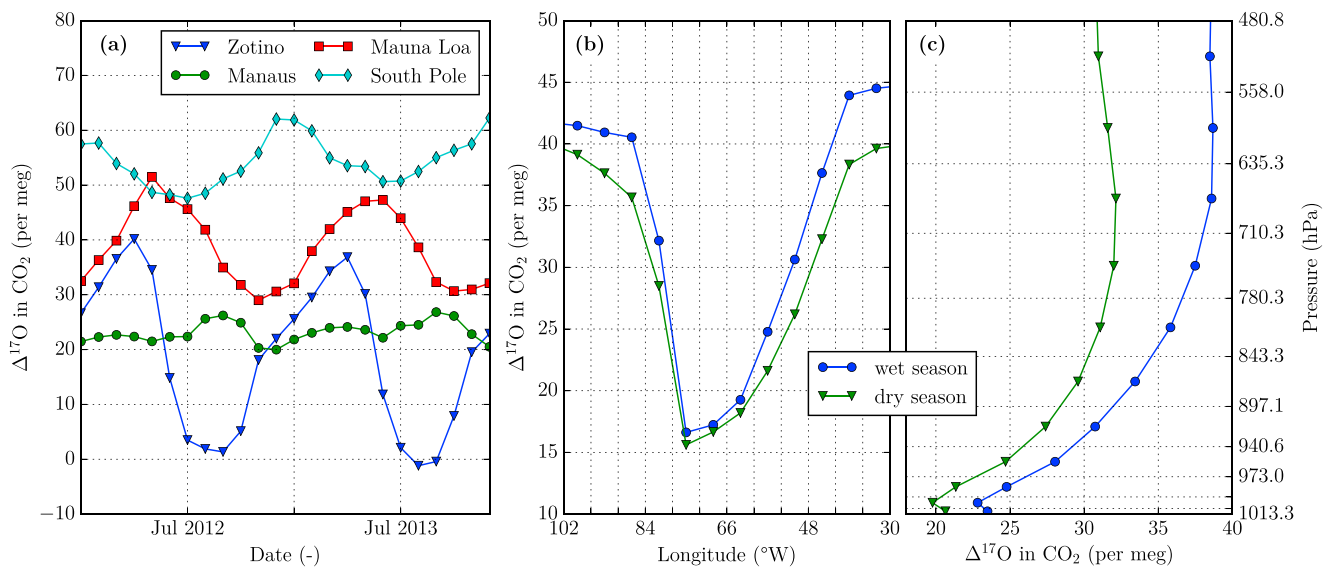 (a)
Zotino
Manaus
Mauna Loa
South Pole
80
70
60
50
40
30
20
10
0
−10
Δ¹⁷O in CO₂ (per meg)
Jul 2012
Jul 2013
Date (-)
(b)
50
45
40
35
30
25
20
15
10
Δ¹⁷O in CO₂ (per meg)
102
84
66
48
30
Longitude (°W)
wet season
dry season
(c)
480.8
558.0
635.3
710.3
780.3
843.3
897.1
940.6
973.0
1013.3
Pressure (hPa)
20
25
30
35
40
Δ¹⁷O in CO₂ (per meg)